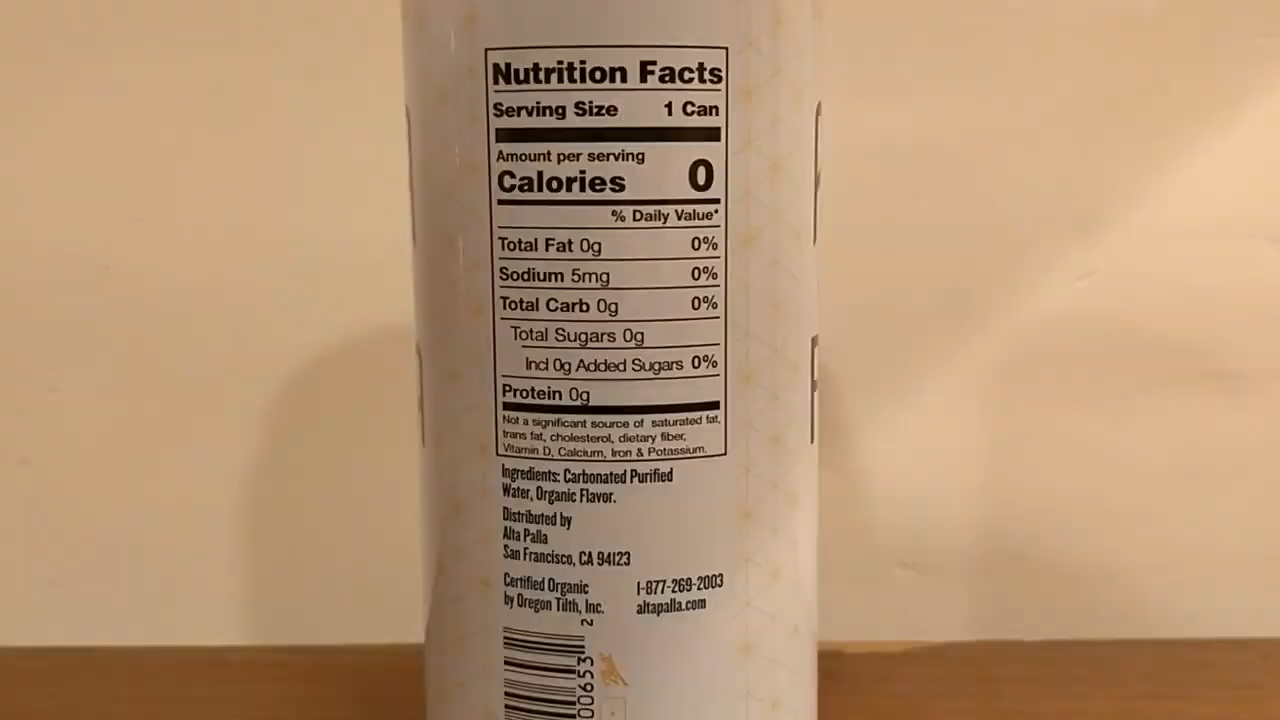 Nutrition Facts
Serving Size 1 Can
Amount per serving
Calories 0
% Daily Value*
Total Fat 0g 0%
Sodium 5mg 0%
Total Carb 0g 0%
Total Sugars 0g
Incl 0g Added Sugars 0%
Protein 0g
Not a significant source of saturated fat,
trans fat, cholesterol, dietary fiber,
Vitamin D, Calcium, Iron & Potassium.
Ingredients: Carbonated Purified
Water, Organic Flavor.
Distributed by
Alta Palla
San Francisco, CA 94123
Certified Organic
by Oregon Tilth, Inc.
1-877-269-2003
altapalla.com
00653 2